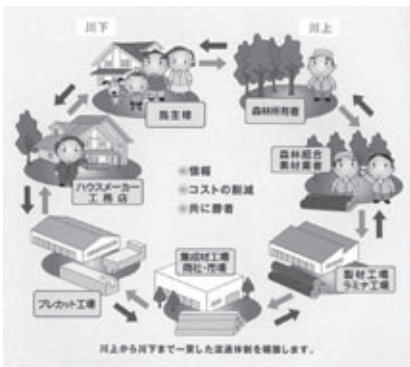 川下
川上
施主様
森林所有者
ハウスメーカー
工務店
森林組合
素材業者
情報
コストの削減
共に勝者
プレカット工場
集成材工場
商社・市場
製材工場
ラミナ工場
川上から川下まで一貫した流通体制を構築します。